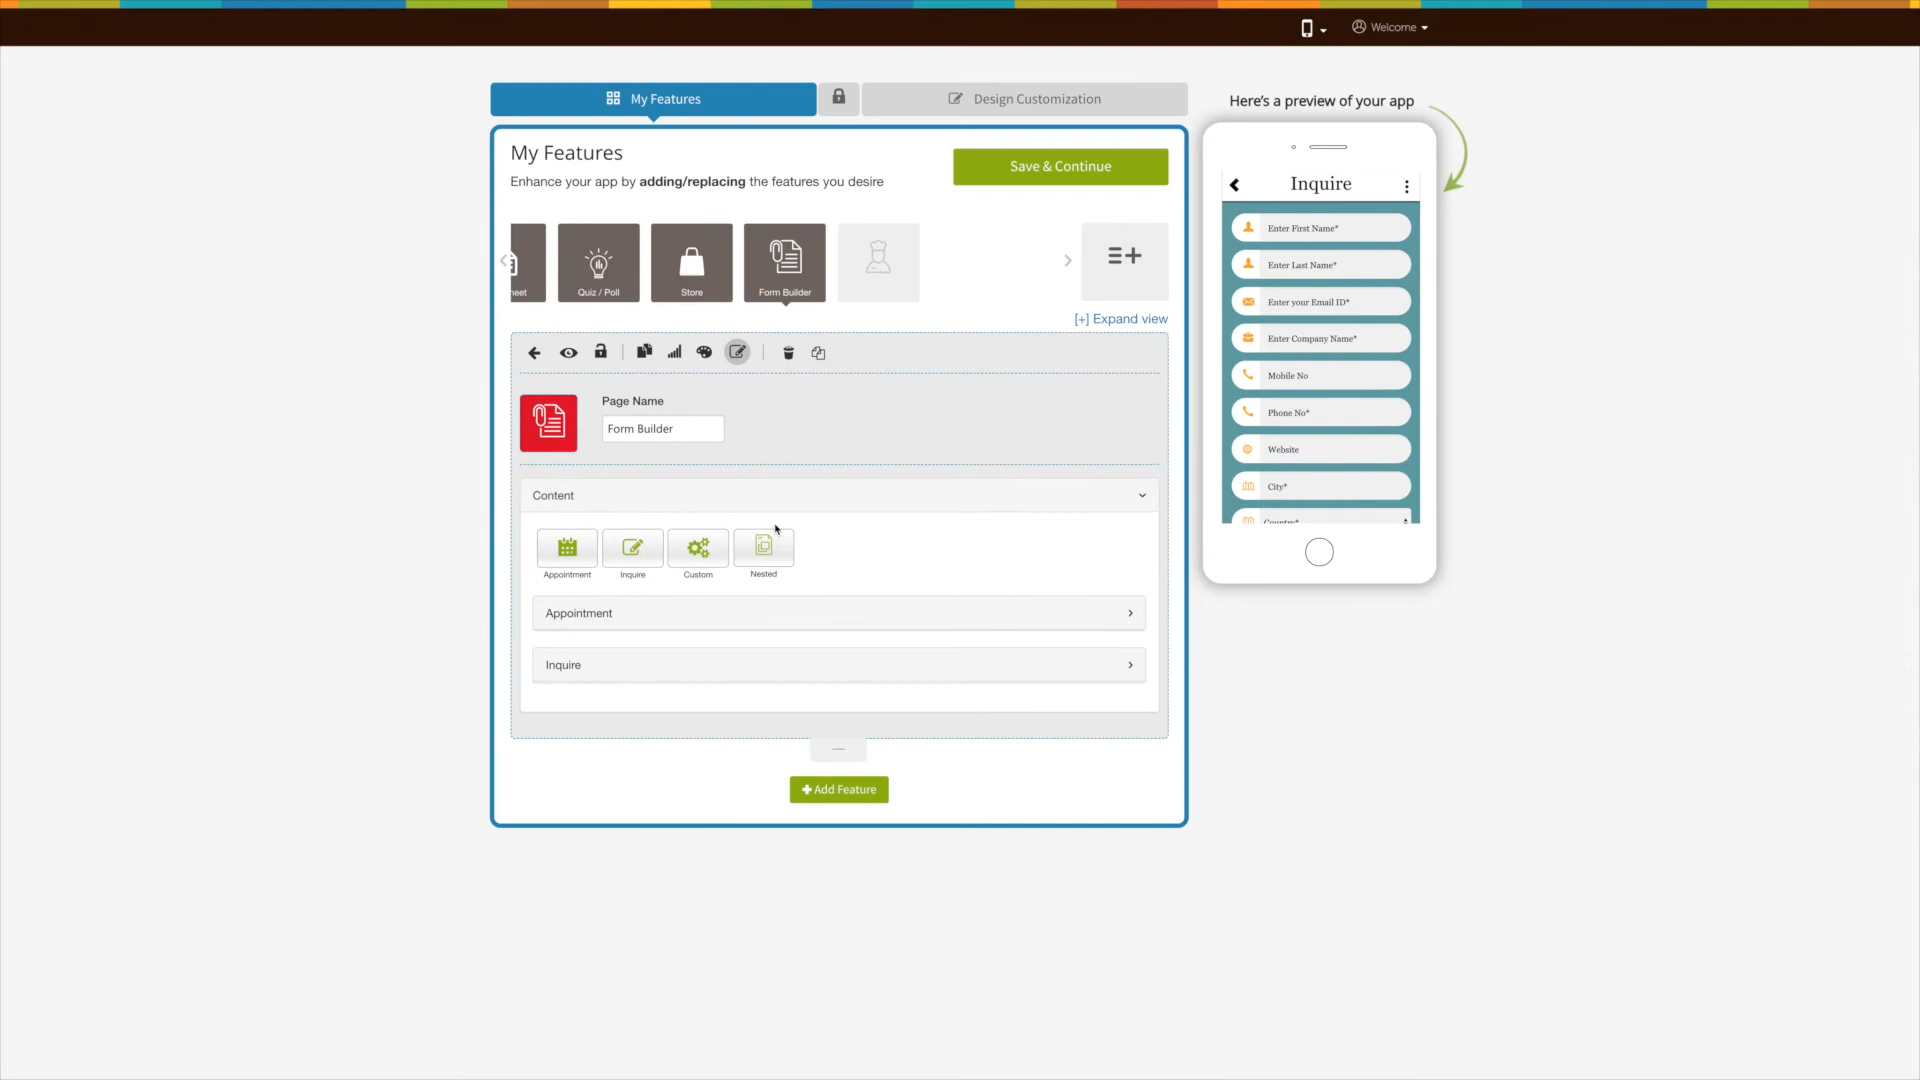 Welcome
My Features
Design Customization
Here's a preview of your app
My Features
Enhance your app by adding/replacing the features you desire
Save & Continue
Inquire
Enter First Name*
Enter Last Name*
Enter your Email ID*
Enter Company Name*
Mobile No
Phone No*
Website
City*
Country*
heet
Quiz / Poll
Store
Form Builder
[+] Expand view
Page Name
Form Builder
Content
Appointment
Inquire
Custom
Nested
Appointment
Inquire
Add Feature